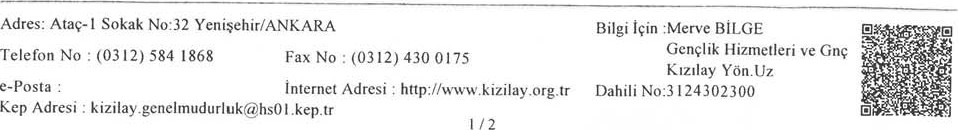 Adres: Ataç-1 Sokak No:32 Yenişehir/ANKARA
Telefon No : (0312) 584 1868 Fax No : (0312) 430 0175
e-Posta : İnternet Adresi : http://www.kizilay.org.tr
Kep Adresi : kizilay.genelmudurluk@hs01.kep.tr
Bilgi İçin :Merve BİLGE
Gençlik Hizmetleri ve Gnç
Kızılay Yön.Uz
Dahili No:3124302300
1 / 2